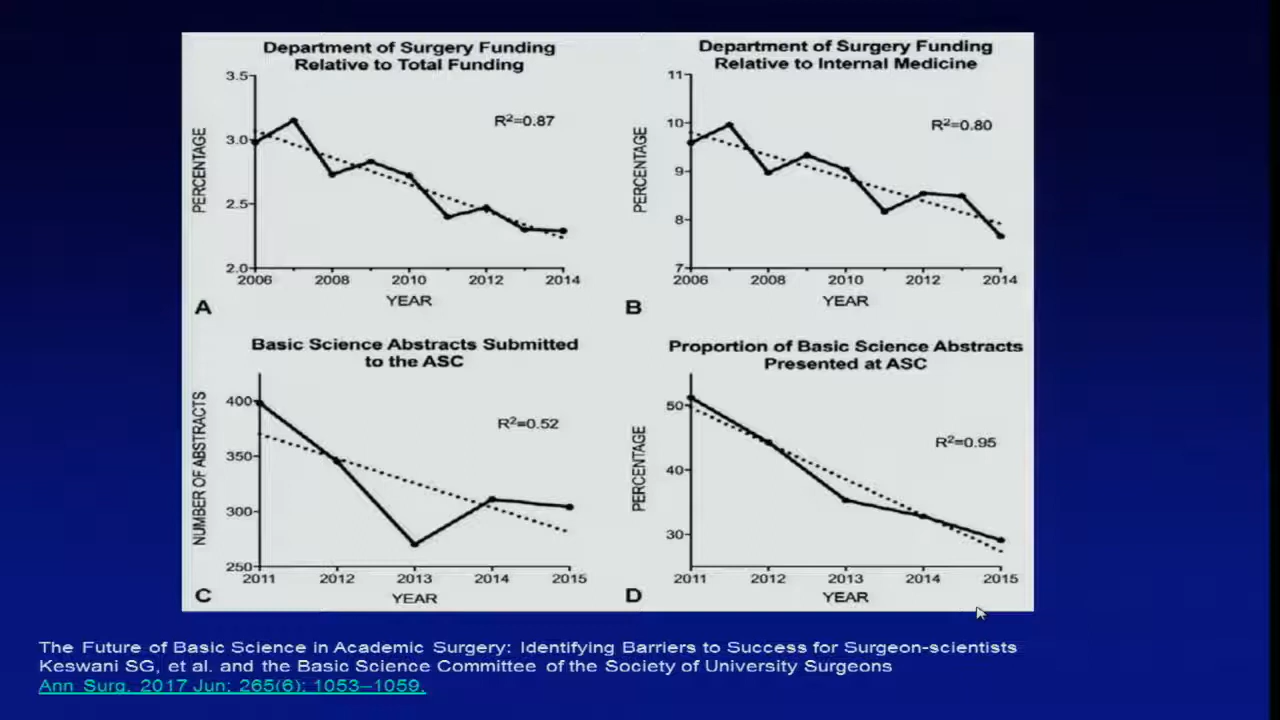 Department of Surgery Funding
Relative to Total Funding
3.5
3.0
2.5
2.0
PERCENTAGE
R²=0.87
2006 2008 2010 2012 2014
YEAR
A
Department of Surgery Funding
Relative to Internal Medicine
11
10
9
8
7
PERCENTAGE
R²=0.80
2006 2008 2010 2012 2014
YEAR
B
Basic Science Abstracts Submitted
to the ASC
400
350
300
250
NUMBER OF ABSTRACTS
R²=0.52
2011 2012 2013 2014 2015
YEAR
C
Proportion of Basic Science Abstracts
Presented at ASC
50
40
30
PERCENTAGE
R²=0.95
2011 2012 2013 2014 2015
YEAR
D
The Future of Basic Science in Academic Surgery: Identifying Barriers to Success for Surgeon-scientists
Keswani SG, et al. and the Basic Science Committee of the Society of University Surgeons
Ann Surg. 2017 Jun; 265(6): 1053–1059.